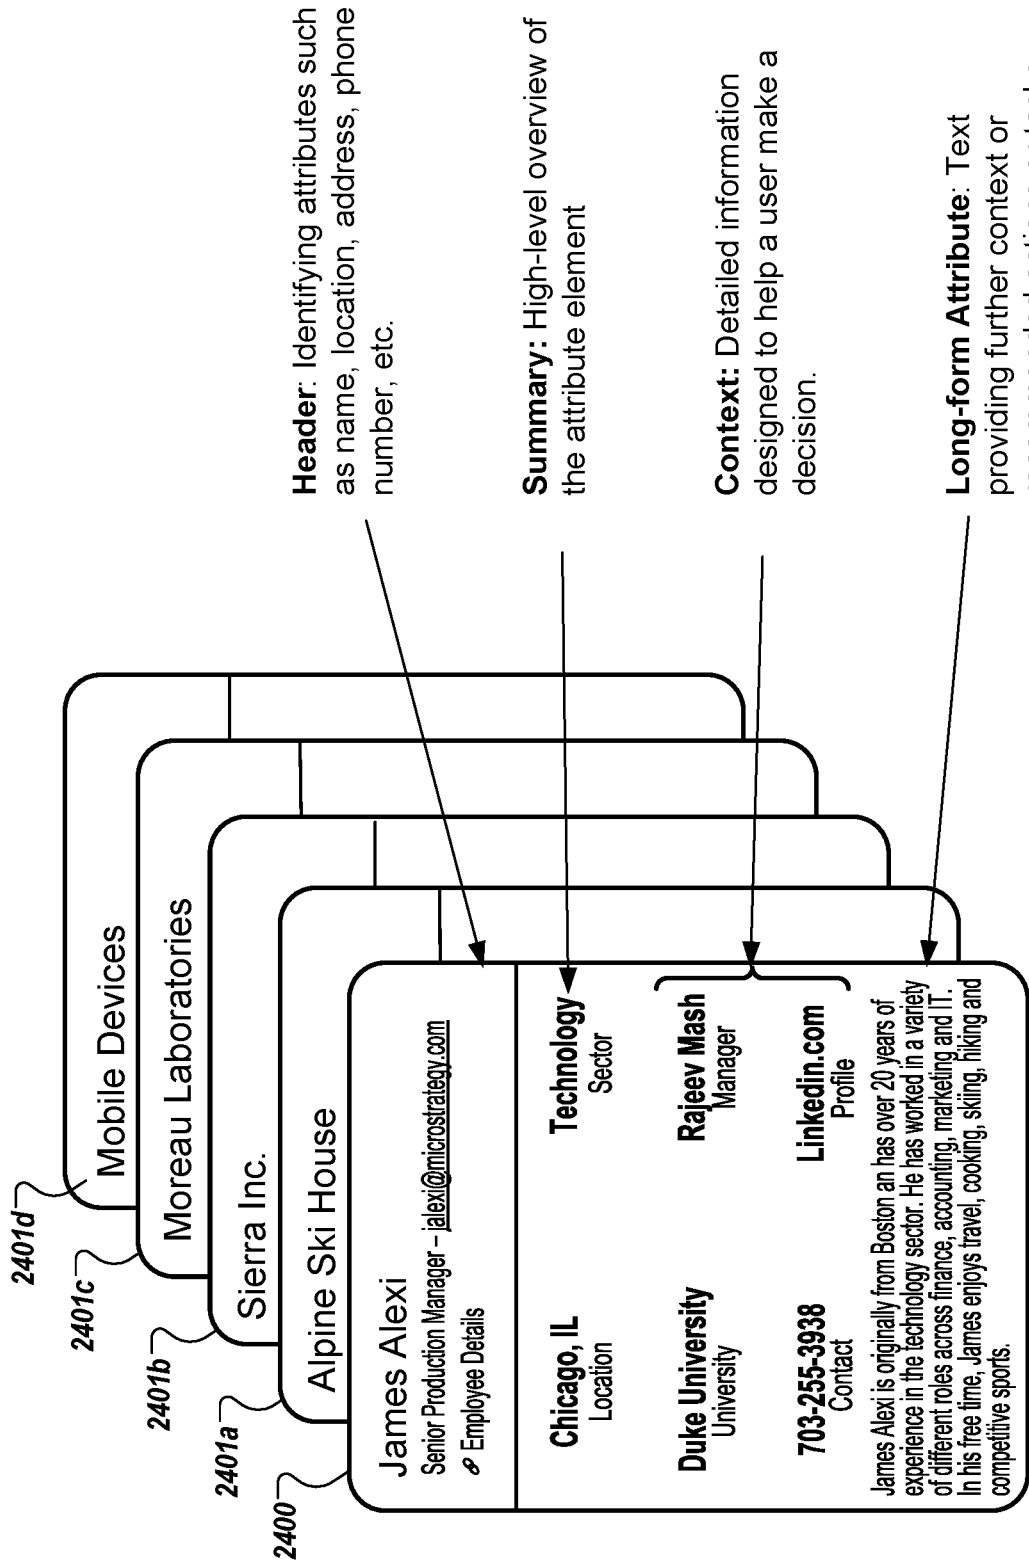 2401d
Mobile Devices
2401c
Moreau Laboratories
2401b
Sierra Inc.
2401a
Alpine Ski House
2400
James Alexi
Senior Production Manager – jalexi@microstrategy.com
Employee Details
Chicago, IL
Location
Technology
Sector
Duke University
University
Rajeev Mash
Manager
703-255-3938
Contact
Linkedin.com
Profile
James Alexi is originally from Boston an has over 20 years of
experience in the technology sector. He has worked in a variety
of different roles across finance, accounting, marketing and IT.
In his free time, James enjoys travel, cooking, skiing, hiking and
competitive sports.
Header: Identifying attributes such
as name, location, address, phone
number, etc.
Summary: High-level overview of
the attribute element
Context: Detailed information
designed to help a user make a
decision.
Long-form Attribute: Text
providing further context or